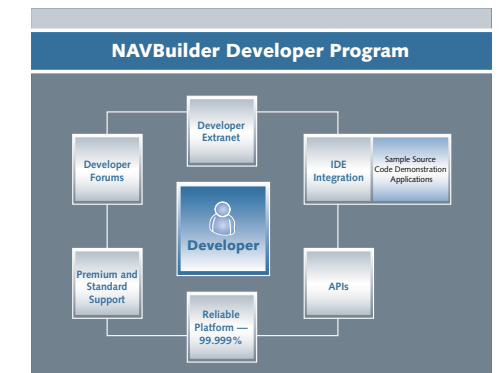 NAVBuilder Developer Program
Developer
Extranet
Developer
Forums
IDE
Integration
Sample Source
Code Demonstration
Applications
Developer
Premium and
Standard
Support
APIs
Reliable
Platform —
99.999%